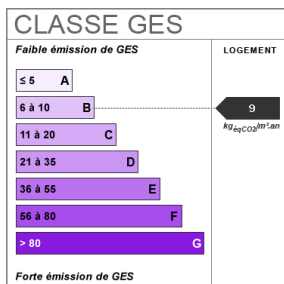 CLASSE GES
Faible émission de GES
LOGEMENT
≤ 5 A
6 à 10 B
9
kgéqCO2/m².an
11 à 20 C
21 à 35 D
36 à 55 E
56 à 80 F
> 80 G
Forte émission de GES